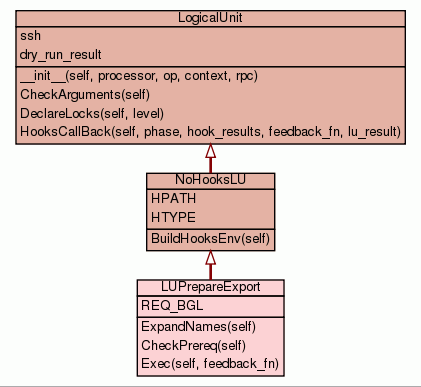 LogicalUnit
ssh
dry_run_result
__init__(self, processor, op, context, rpc)
CheckArguments(self)
DeclareLocks(self, level)
HooksCallBack(self, phase, hook_results, feedback_fn, lu_result)
NoHooksLU
HPATH
HTYPE
BuildHooksEnv(self)
LUPrepareExport
REQ_BGL
ExpandNames(self)
CheckPrereq(self)
Exec(self, feedback_fn)